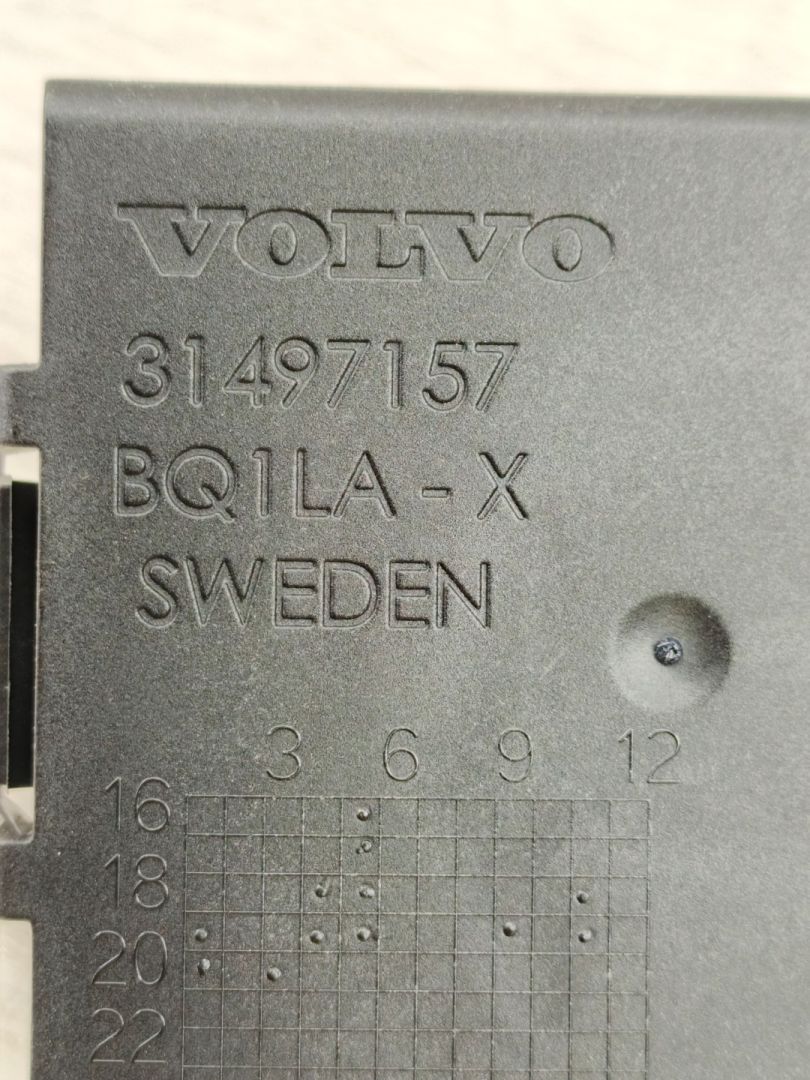 VOLVO
31497157
BQ1LA - X
SWEDEN
3 6 9 12
16
18
20
22